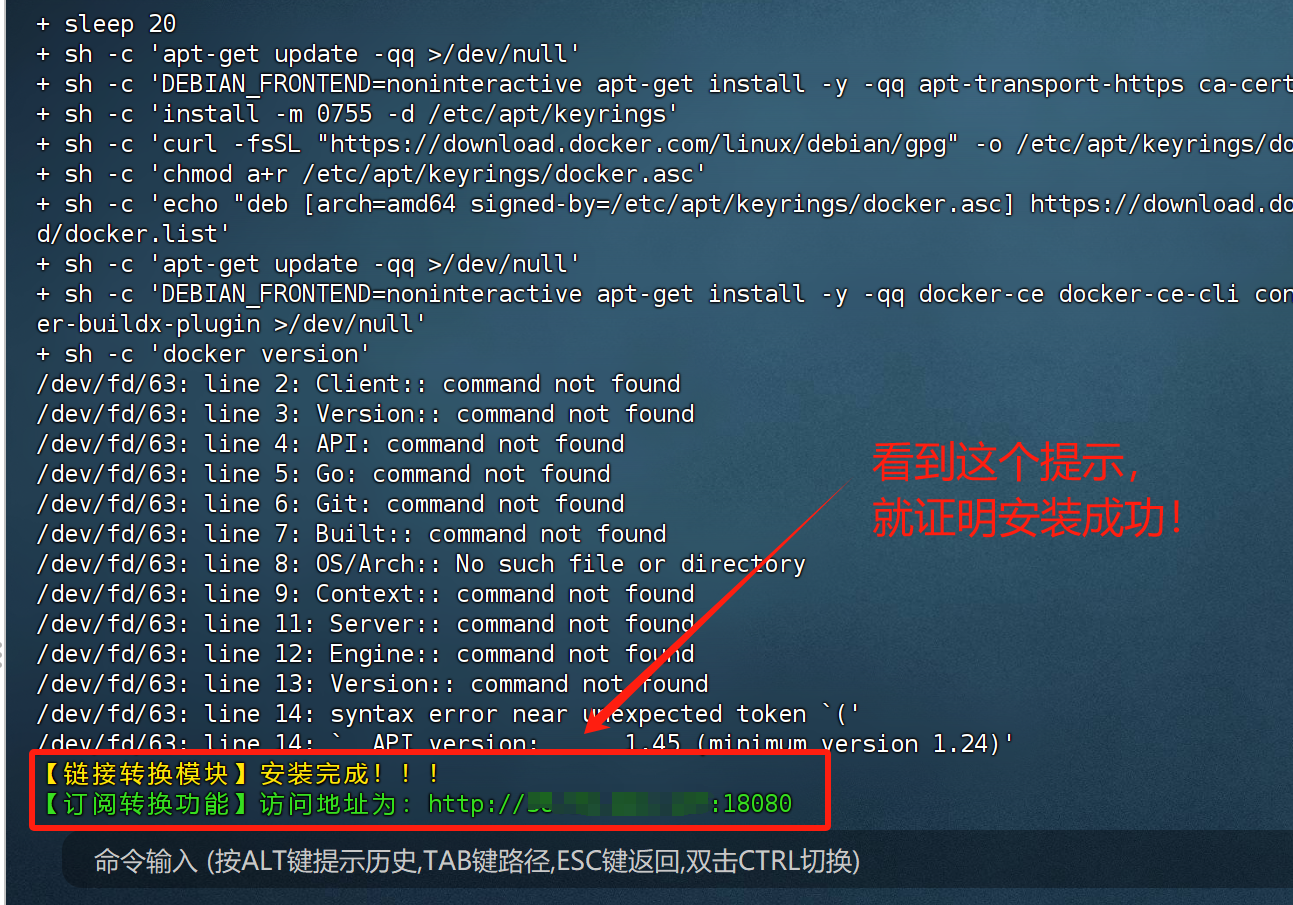 + sleep 20
+ sh -c 'apt-get update -qq >/dev/null'
+ sh -c 'DEBIAN_FRONTEND=noninteractive apt-get install -y -qq apt-transport-https ca-cert
+ sh -c 'install -m 0755 -d /etc/apt/keyrings'
+ sh -c 'curl -fsSL "https://download.docker.com/linux/debian/gpg" -o /etc/apt/keyrings/do
+ sh -c 'chmod a+r /etc/apt/keyrings/docker.asc'
+ sh -c 'echo "deb [arch=amd64 signed-by=/etc/apt/keyrings/docker.asc] https://download.do
d/docker.list'
+ sh -c 'apt-get update -qq >/dev/null'
+ sh -c 'DEBIAN_FRONTEND=noninteractive apt-get install -y -qq docker-ce docker-ce-cli con
er-buildx-plugin >/dev/null'
+ sh -c 'docker version'
/dev/fd/63: line 2: Client:: command not found
/dev/fd/63: line 3: Version:: command not found
/dev/fd/63: line 4: API: command not found
/dev/fd/63: line 5: Go: command not found
/dev/fd/63: line 6: Git: command not found
/dev/fd/63: line 7: Built:: command not found
/dev/fd/63: line 8: OS/Arch:: No such file or directory
/dev/fd/63: line 9: Context:: command not found
/dev/fd/63: line 11: Server:: command not found
/dev/fd/63: line 12: Engine:: command not found
/dev/fd/63: line 13: Version:: command not found
/dev/fd/63: line 14: syntax error near unexpected token `('
/dev/fd/63: line 14: `  API version:      1.45 (minimum version 1.24)'
看到这个提示，
就证明安装成功！
【链接转换模块】安装完成！！！
【订阅转换功能】访问地址为：http://:18080
命令输入 (按ALT键提示历史,TAB键路径,ESC键返回,双击CTRL切换)